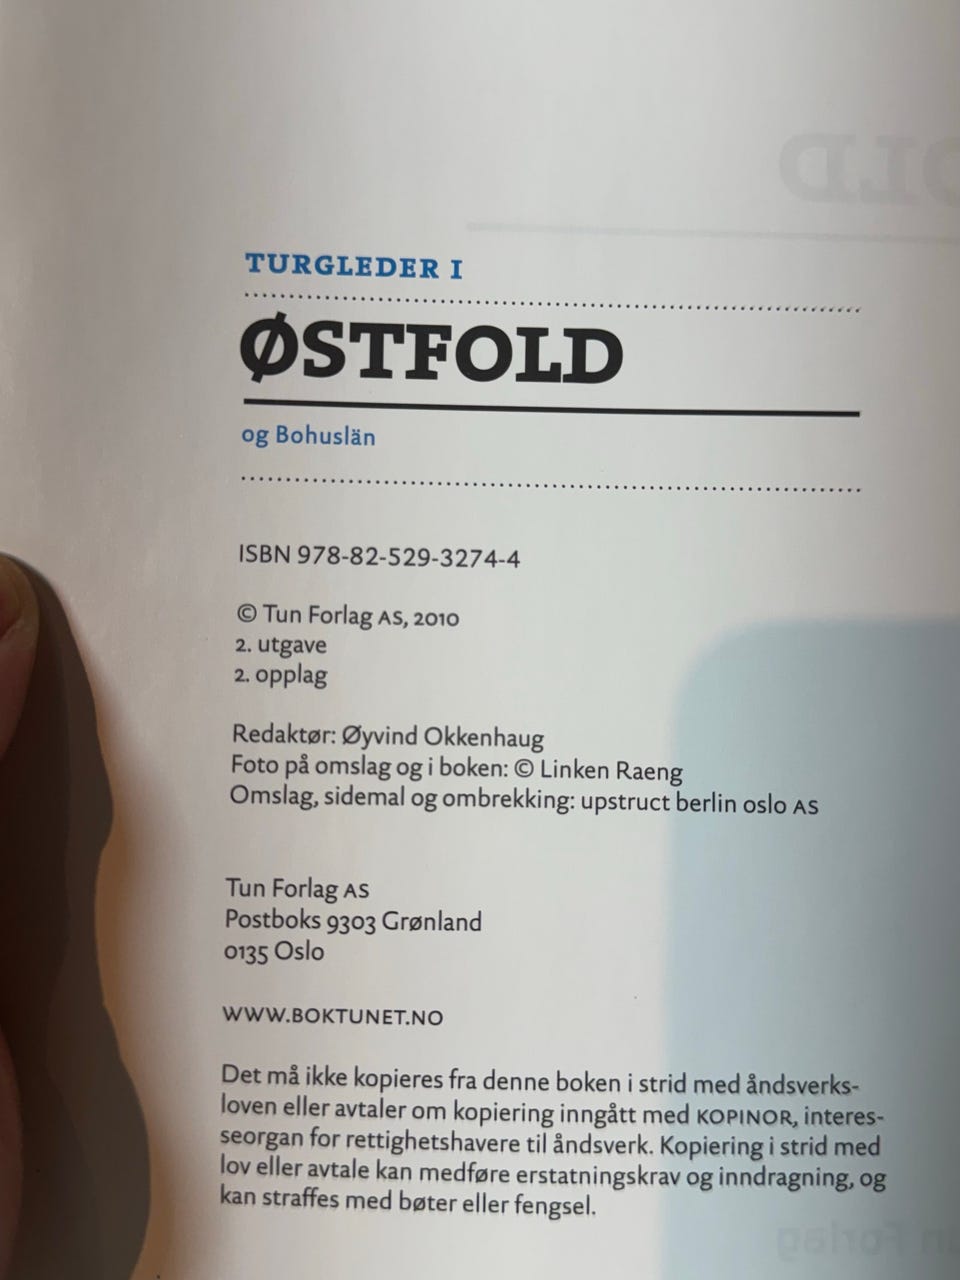 TURGLEDER I
ØSTFOLD
og Bohuslän
ISBN 978-82-529-3274-4
© Tun Forlag AS, 2010
2. utgave
2. opplag
Redaktør: Øyvind Okkenhaug
Foto på omslag og i boken: © Linken Raeng
Omslag, sidemal og ombrekking: upstruct berlin oslo AS
Tun Forlag AS
Postboks 9303 Grønland
0135 Oslo
WWW.BOKTUNET.NO
Det må ikke kopieres fra denne boken i strid med åndsverks-
loven eller avtaler om kopiering inngått med KOPINOR, interes-
seorgan for rettighetshavere til åndsverk. Kopiering i strid med
lov eller avtale kan medføre erstatningskrav og inndragning, og
kan straffes med bøter eller fengsel.